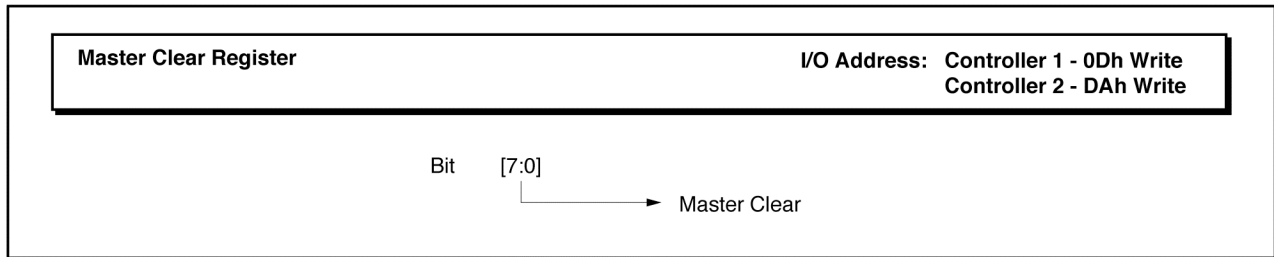 Master Clear Register
I/O Address: Controller 1 - 0Dh Write
Controller 2 - DAh Write
Bit [7:0]
Master Clear